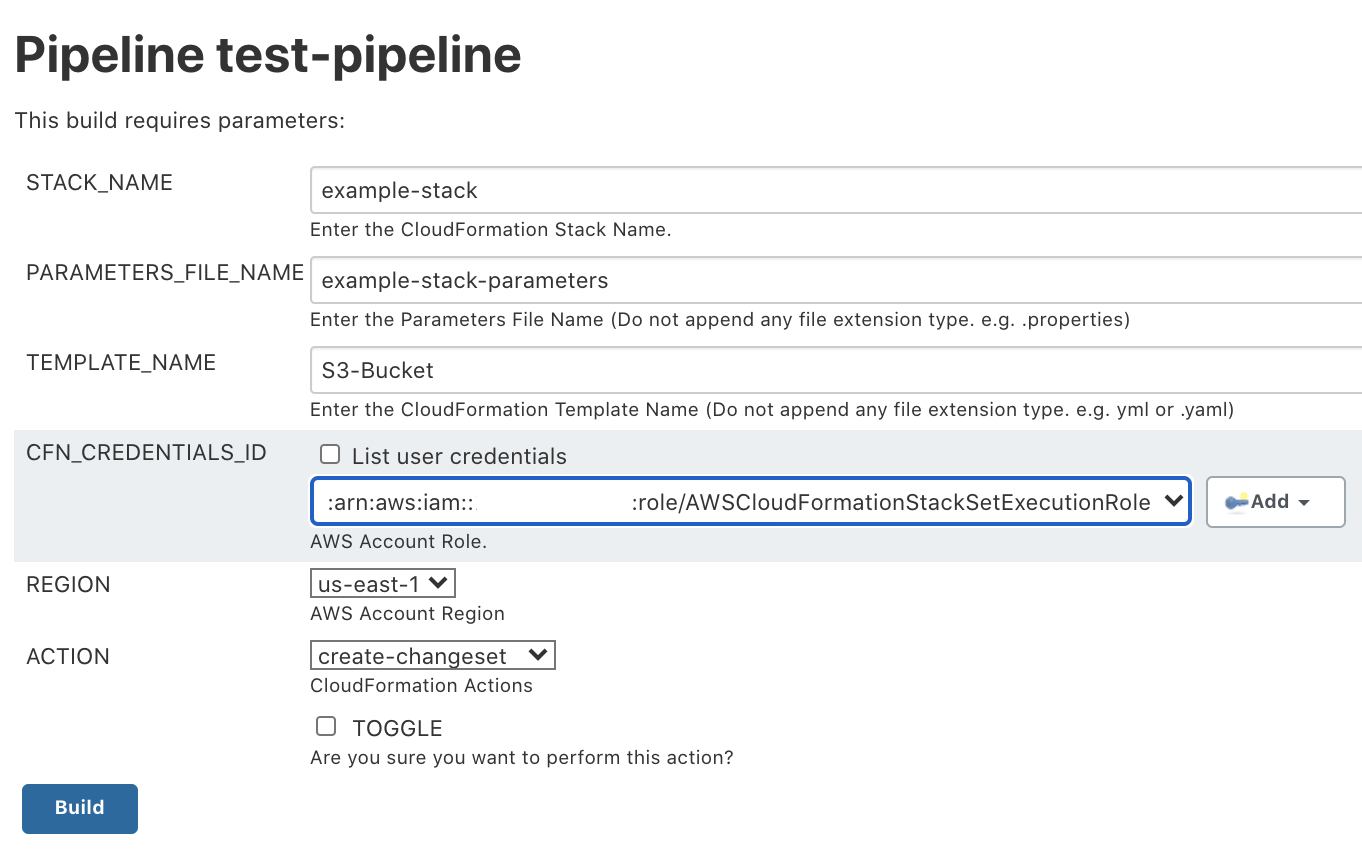 Pipeline test-pipeline
This build requires parameters:
STACK_NAME
example-stack
Enter the CloudFormation Stack Name.
PARAMETERS_FILE_NAME
example-stack-parameters
Enter the Parameters File Name (Do not append any file extension type. e.g. .properties)
TEMPLATE_NAME
S3-Bucket
Enter the CloudFormation Template Name (Do not append any file extension type. e.g. yml or .yaml)
CFN_CREDENTIALS_ID
List user credentials
:arn:aws:iam:: :role/AWSCloudFormationStackSetExecutionRole
Add
AWS Account Role.
REGION
us-east-1
AWS Account Region
ACTION
create-changeset
CloudFormation Actions
TOGGLE
Are you sure you want to perform this action?
Build